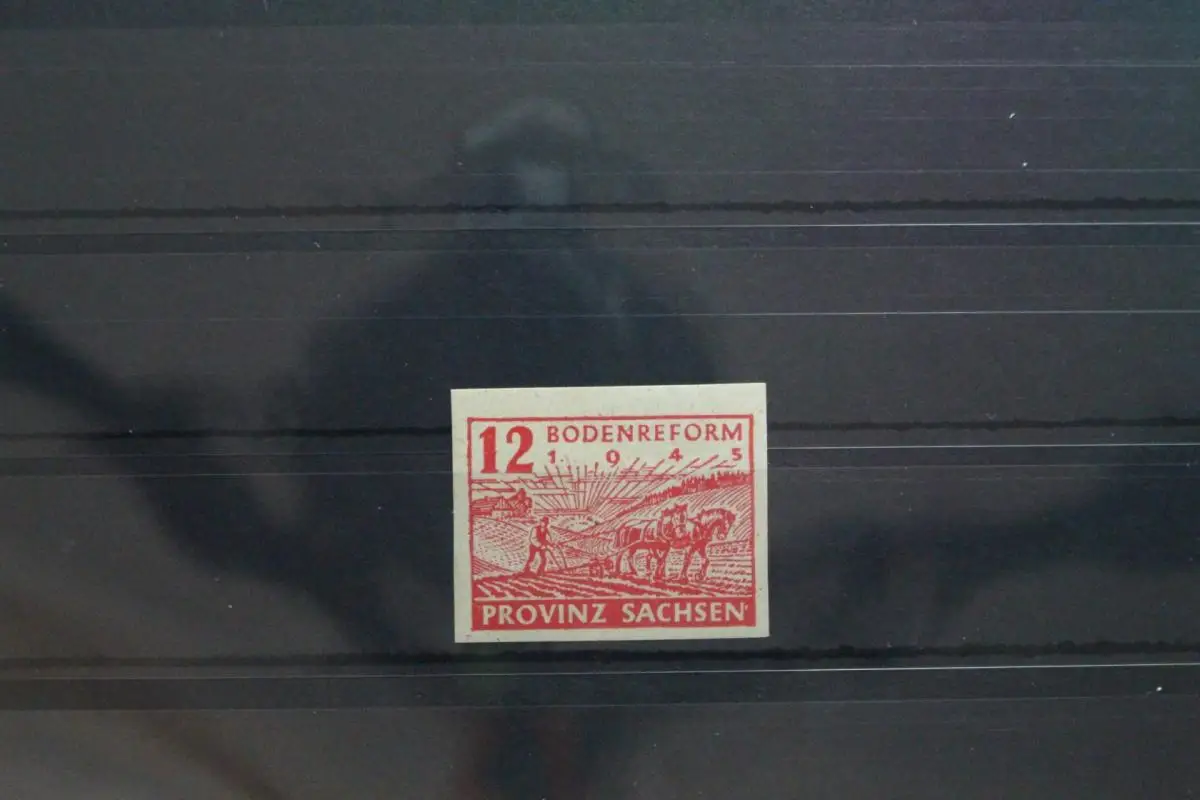 12 BODENREFORM
1945
PROVINZ SACHSEN